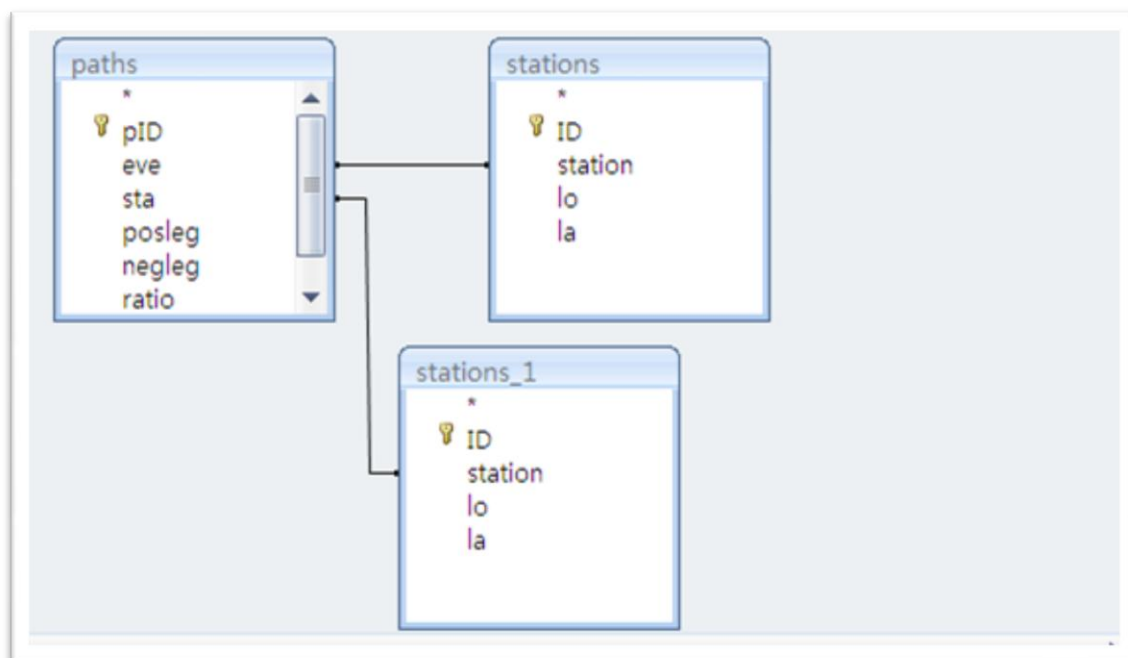 paths
*
pID
eve
sta
posleg
negleg
ratio
stations
*
ID
station
lo
la
stations_1
*
ID
station
lo
la